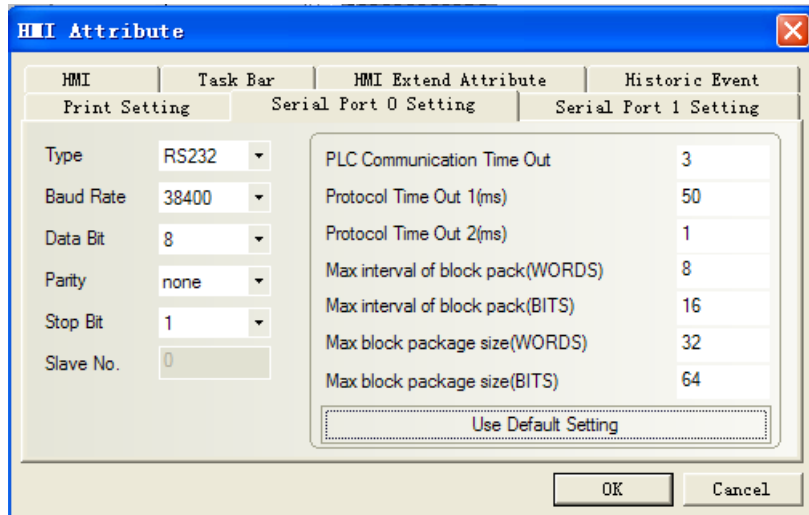 HMI Attribute
HMI Task Bar HMI Extend Attribute Historic Event
Print Setting Serial Port 0 Setting Serial Port 1 Setting
Type RS232
Baud Rate 38400
Data Bit 8
Parity none
Stop Bit 1
Slave No. 0
PLC Communication Time Out 3
Protocol Time Out 1(ms) 50
Protocol Time Out 2(ms) 1
Max interval of block pack(WORDS) 8
Max interval of block pack(BITS) 16
Max block package size(WORDS) 32
Max block package size(BITS) 64
Use Default Setting
OK Cancel